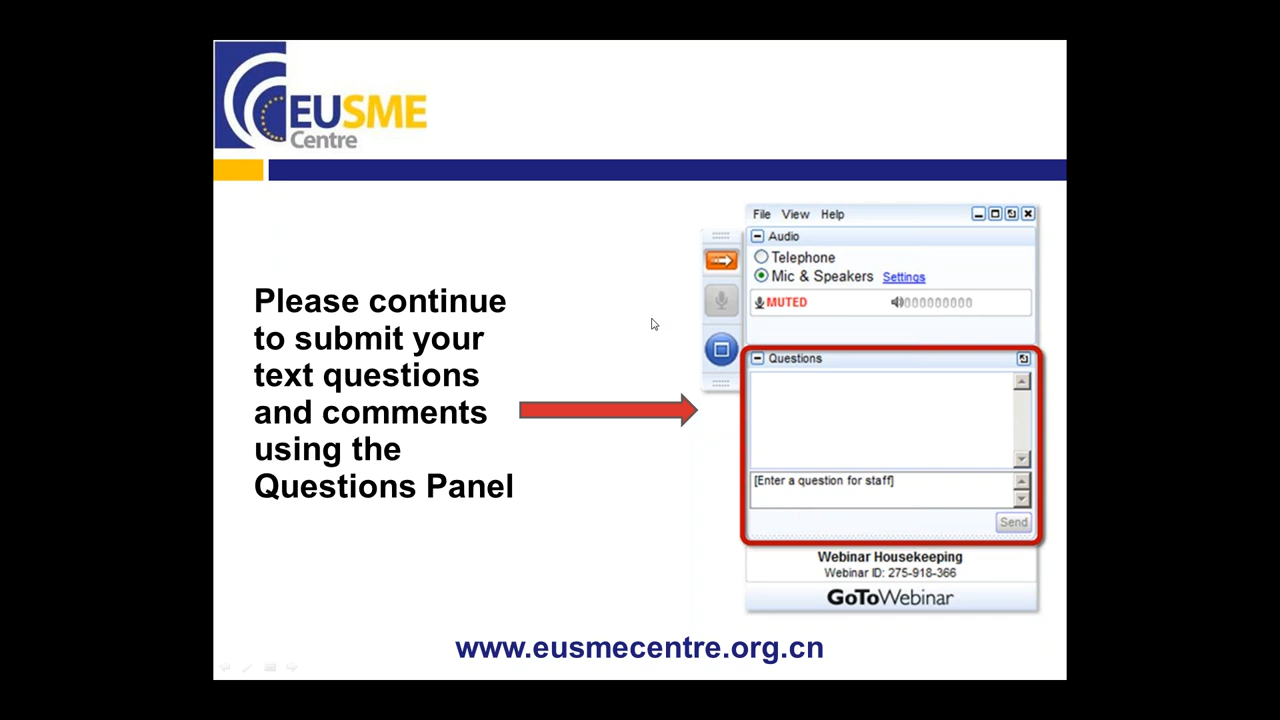 EUSME
Centre
File View Help
Audio
Telephone
Mic & Speakers Settings
MUTED 000000000
Please continue
to submit your
text questions
and comments
using the
Questions Panel
Questions
[Enter a question for staff]
Send
Webinar Housekeeping
Webinar ID: 275-918-366
GoToWebinar
www.eusmecentre.org.cn